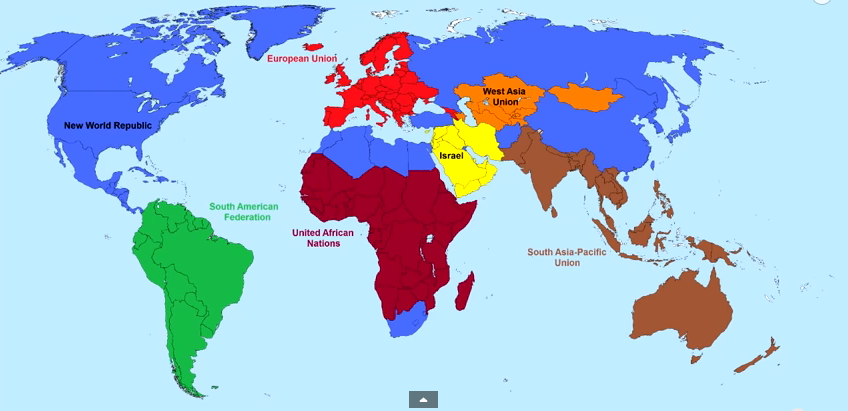 European Union
West Asia
Union
New World Republic
Israel
South American
Federation
United African
Nations
South Asia-Pacific
Union